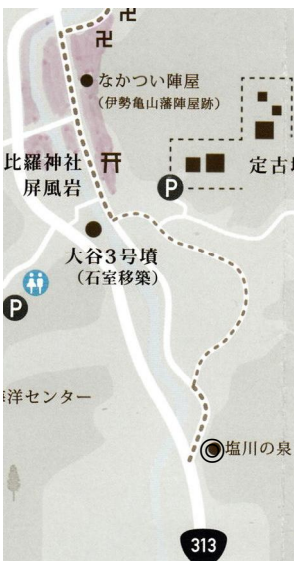 なかつい陣屋
（伊勢亀山藩陣屋跡）
比羅神社
屏風岩
定古
P
大谷3号墳
（石室移築）
P
洋センター
塩川の泉
313